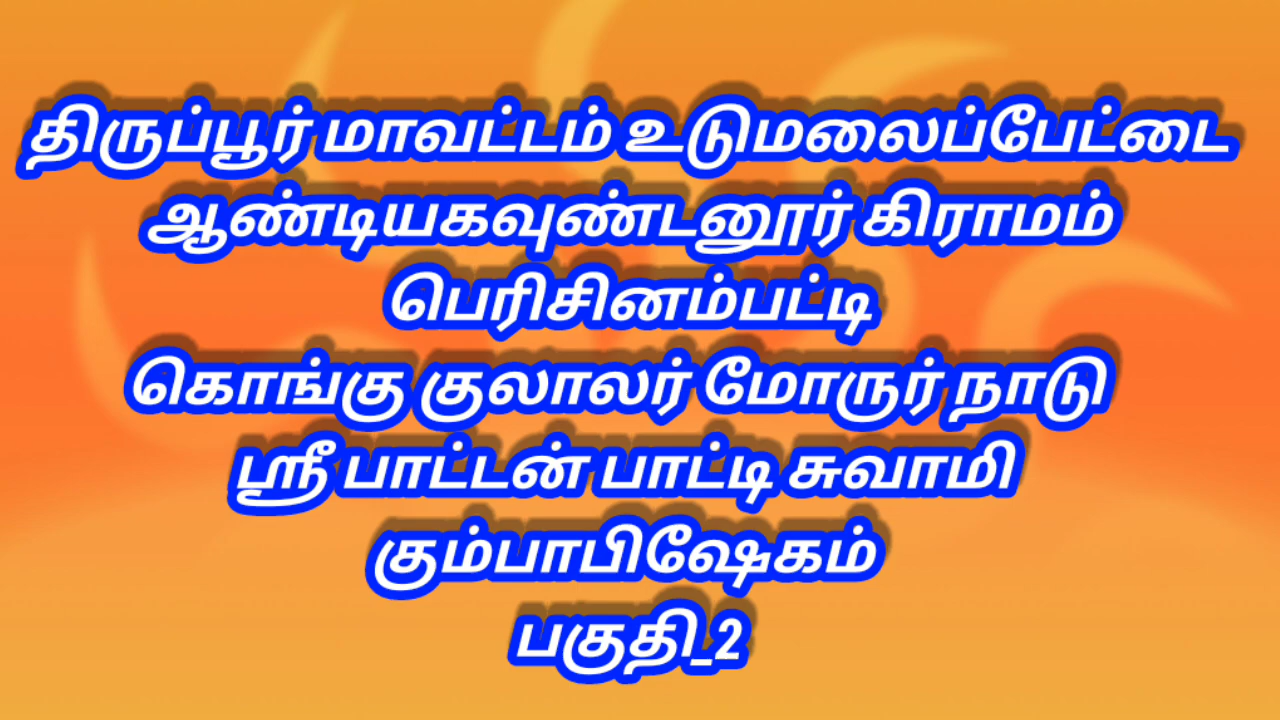 திருப்பூர் மாவட்டம் உடுமலைப்பேட்டை
ஆண்டியகவுண்டனூர் கிராமம்
பெரிசினம்பட்டி
கொங்கு குலாலர் மோருர் நாடு
ஸ்ரீ பாட்டன் பாட்டி சுவாமி
கும்பாபிஷேகம்
பகுதி_2